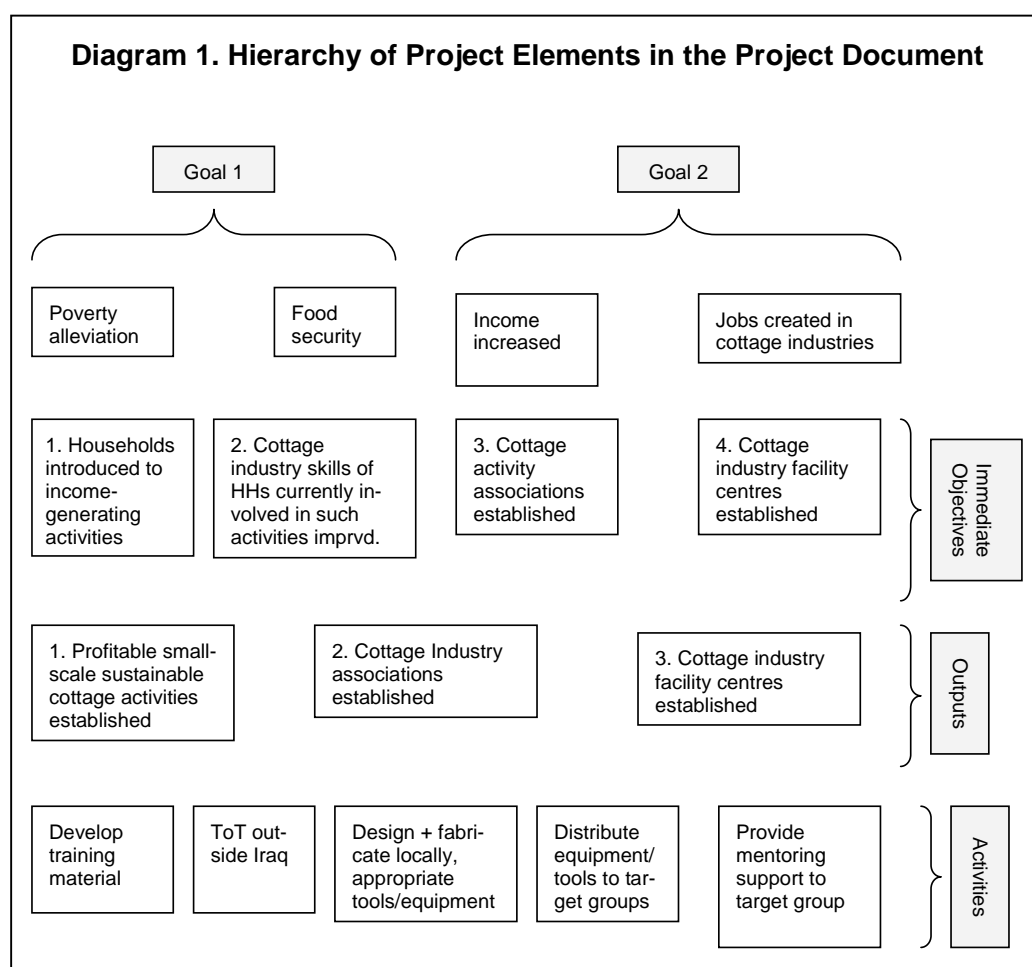 Diagram 1. Hierarchy of Project Elements in the Project Document
Goal 1
Goal 2
Poverty
alleviation
Food
security
Income
increased
Jobs created in
cottage industries
1. Households
introduced to
income-
generating
activities
2. Cottage
industry skills of
HHs currently in-
volved in such
activities imprvd.
3. Cottage
activity
associations
established
4. Cottage
industry facility
centres
established
Immediate
Objectives
1. Profitable small-
scale sustainable
cottage activities
established
2. Cottage Industry
associations
established
3. Cottage industry
facility centres
established
Outputs
Develop
training
material
ToT out-
side Iraq
Design + fabri-
cate locally,
appropriate
tools/equipment
Distribute
equipment/
tools to tar-
get groups
Provide
mentoring
support to
target group
Activities